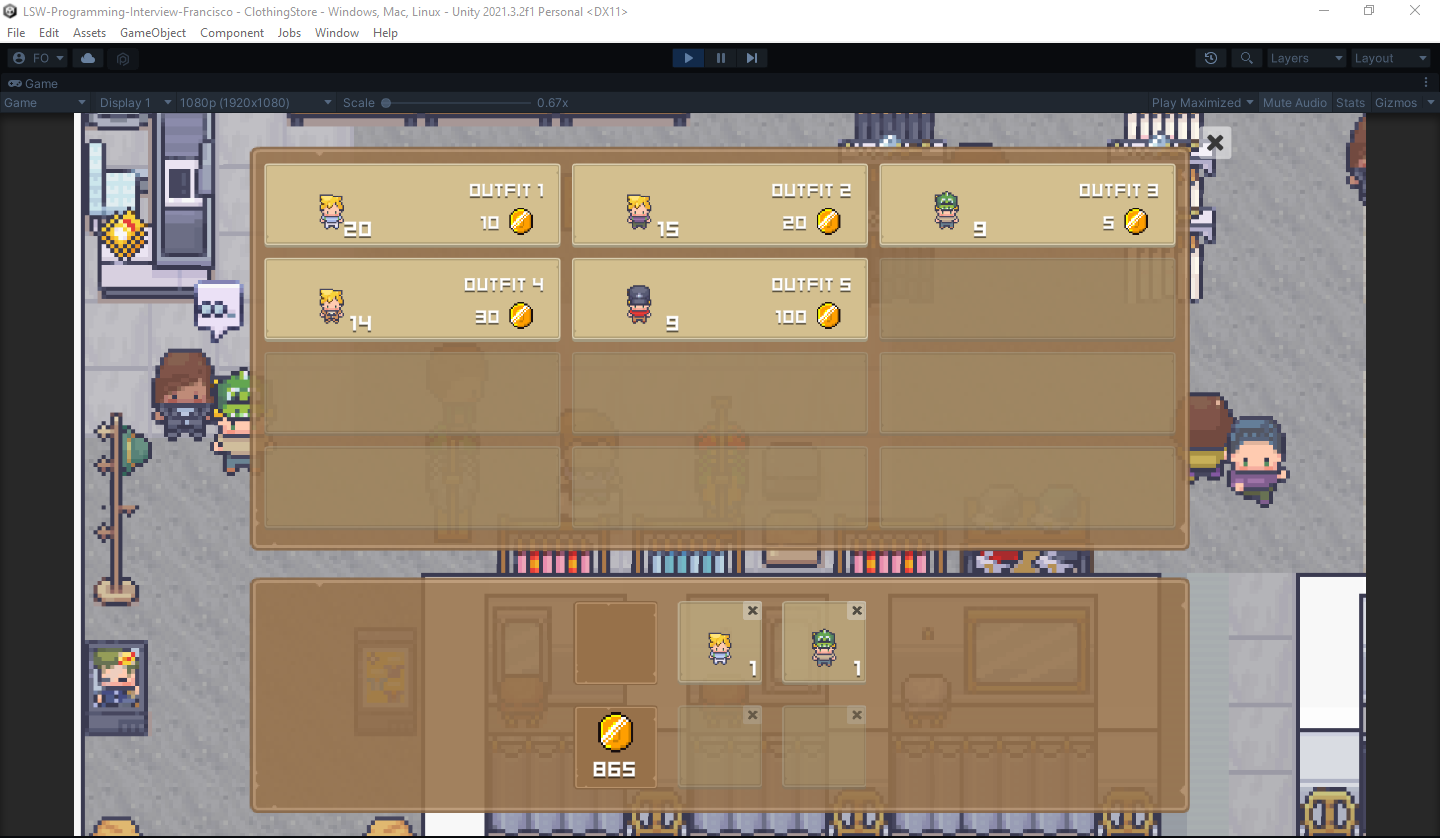 LSW-Programming-Interview-Francisco - ClothingStore - Windows, Mac, Linux - Unity 2021.3.2f1 Personal <DX11>
File Edit Assets GameObject Component Jobs Window Help
FO Layers Layout
Game
Game Display 1 1080p (1920x1080) Scale 0.67x Play Maximized Mute Audio Stats Gizmos
OUTFIT 1
20 10
OUTFIT 2
15 20
OUTFIT 3
9 5
OUTFIT 4
14 30
OUTFIT 5
9 100
1
1
865